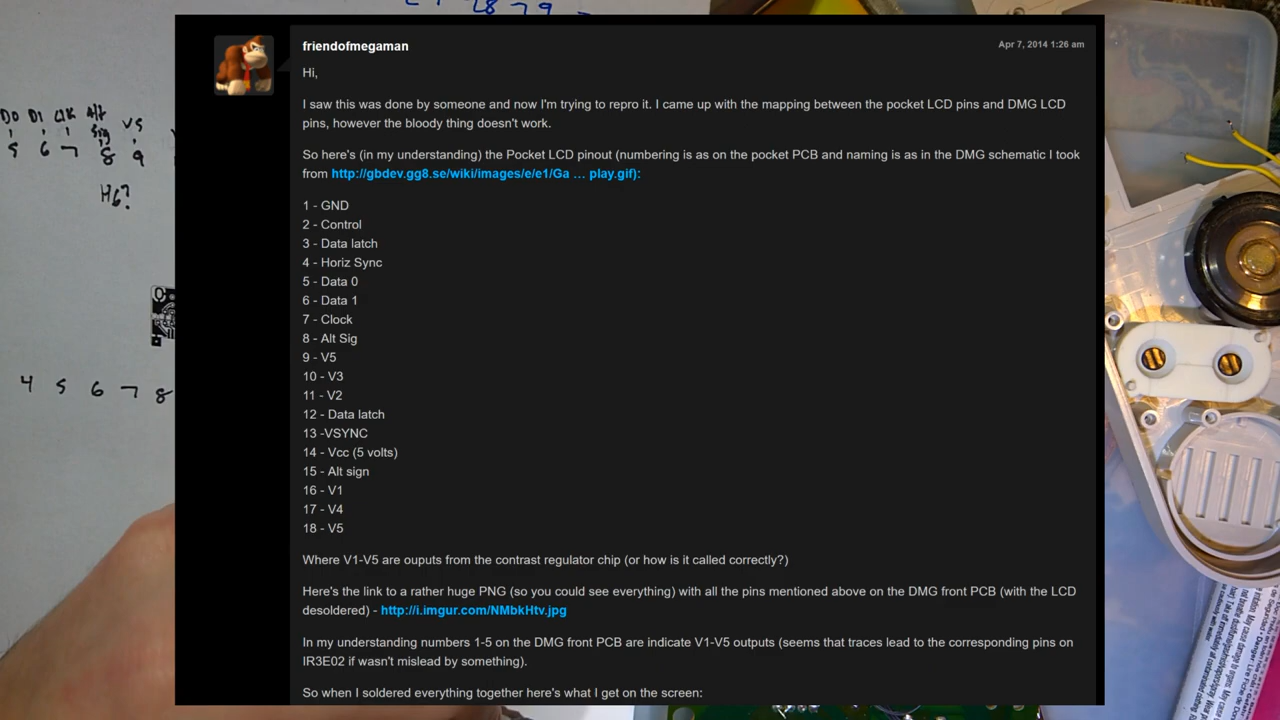 friendofmegaman
Apr 7, 2014 1:26 am
Hi,
I saw this was done by someone and now I'm trying to repro it. I came up with the mapping between the pocket LCD pins and DMG LCD
pins, however the bloody thing doesn't work.
So here's (in my understanding) the Pocket LCD pinout (numbering is as on the pocket PCB and naming is as in the DMG schematic I took
from http://gbdev.gg8.se/wiki/images/e/e1/Ga … play.gif):
1 - GND
2 - Control
3 - Data latch
4 - Horiz Sync
5 - Data 0
6 - Data 1
7 - Clock
8 - Alt Sig
9 - V5
10 - V3
11 - V2
12 - Data latch
13 -VSYNC
14 - Vcc (5 volts)
15 - Alt sign
16 - V1
17 - V4
18 - V5
Where V1-V5 are ouputs from the contrast regulator chip (or how is it called correctly?)
Here's the link to a rather huge PNG (so you could see everything) with all the pins mentioned above on the DMG front PCB (with the LCD
desoldered) - http://i.imgur.com/NMbkHtv.jpg
In my understanding numbers 1-5 on the DMG front PCB are indicate V1-V5 outputs (seems that traces lead to the corresponding pins on
IR3E02 if wasn't mislead by something).
So when I soldered everything together here's what I get on the screen:
D0 D1 CLK Alt Sig V5
5 6 7 8 9
H6?
4 5 6 7 8